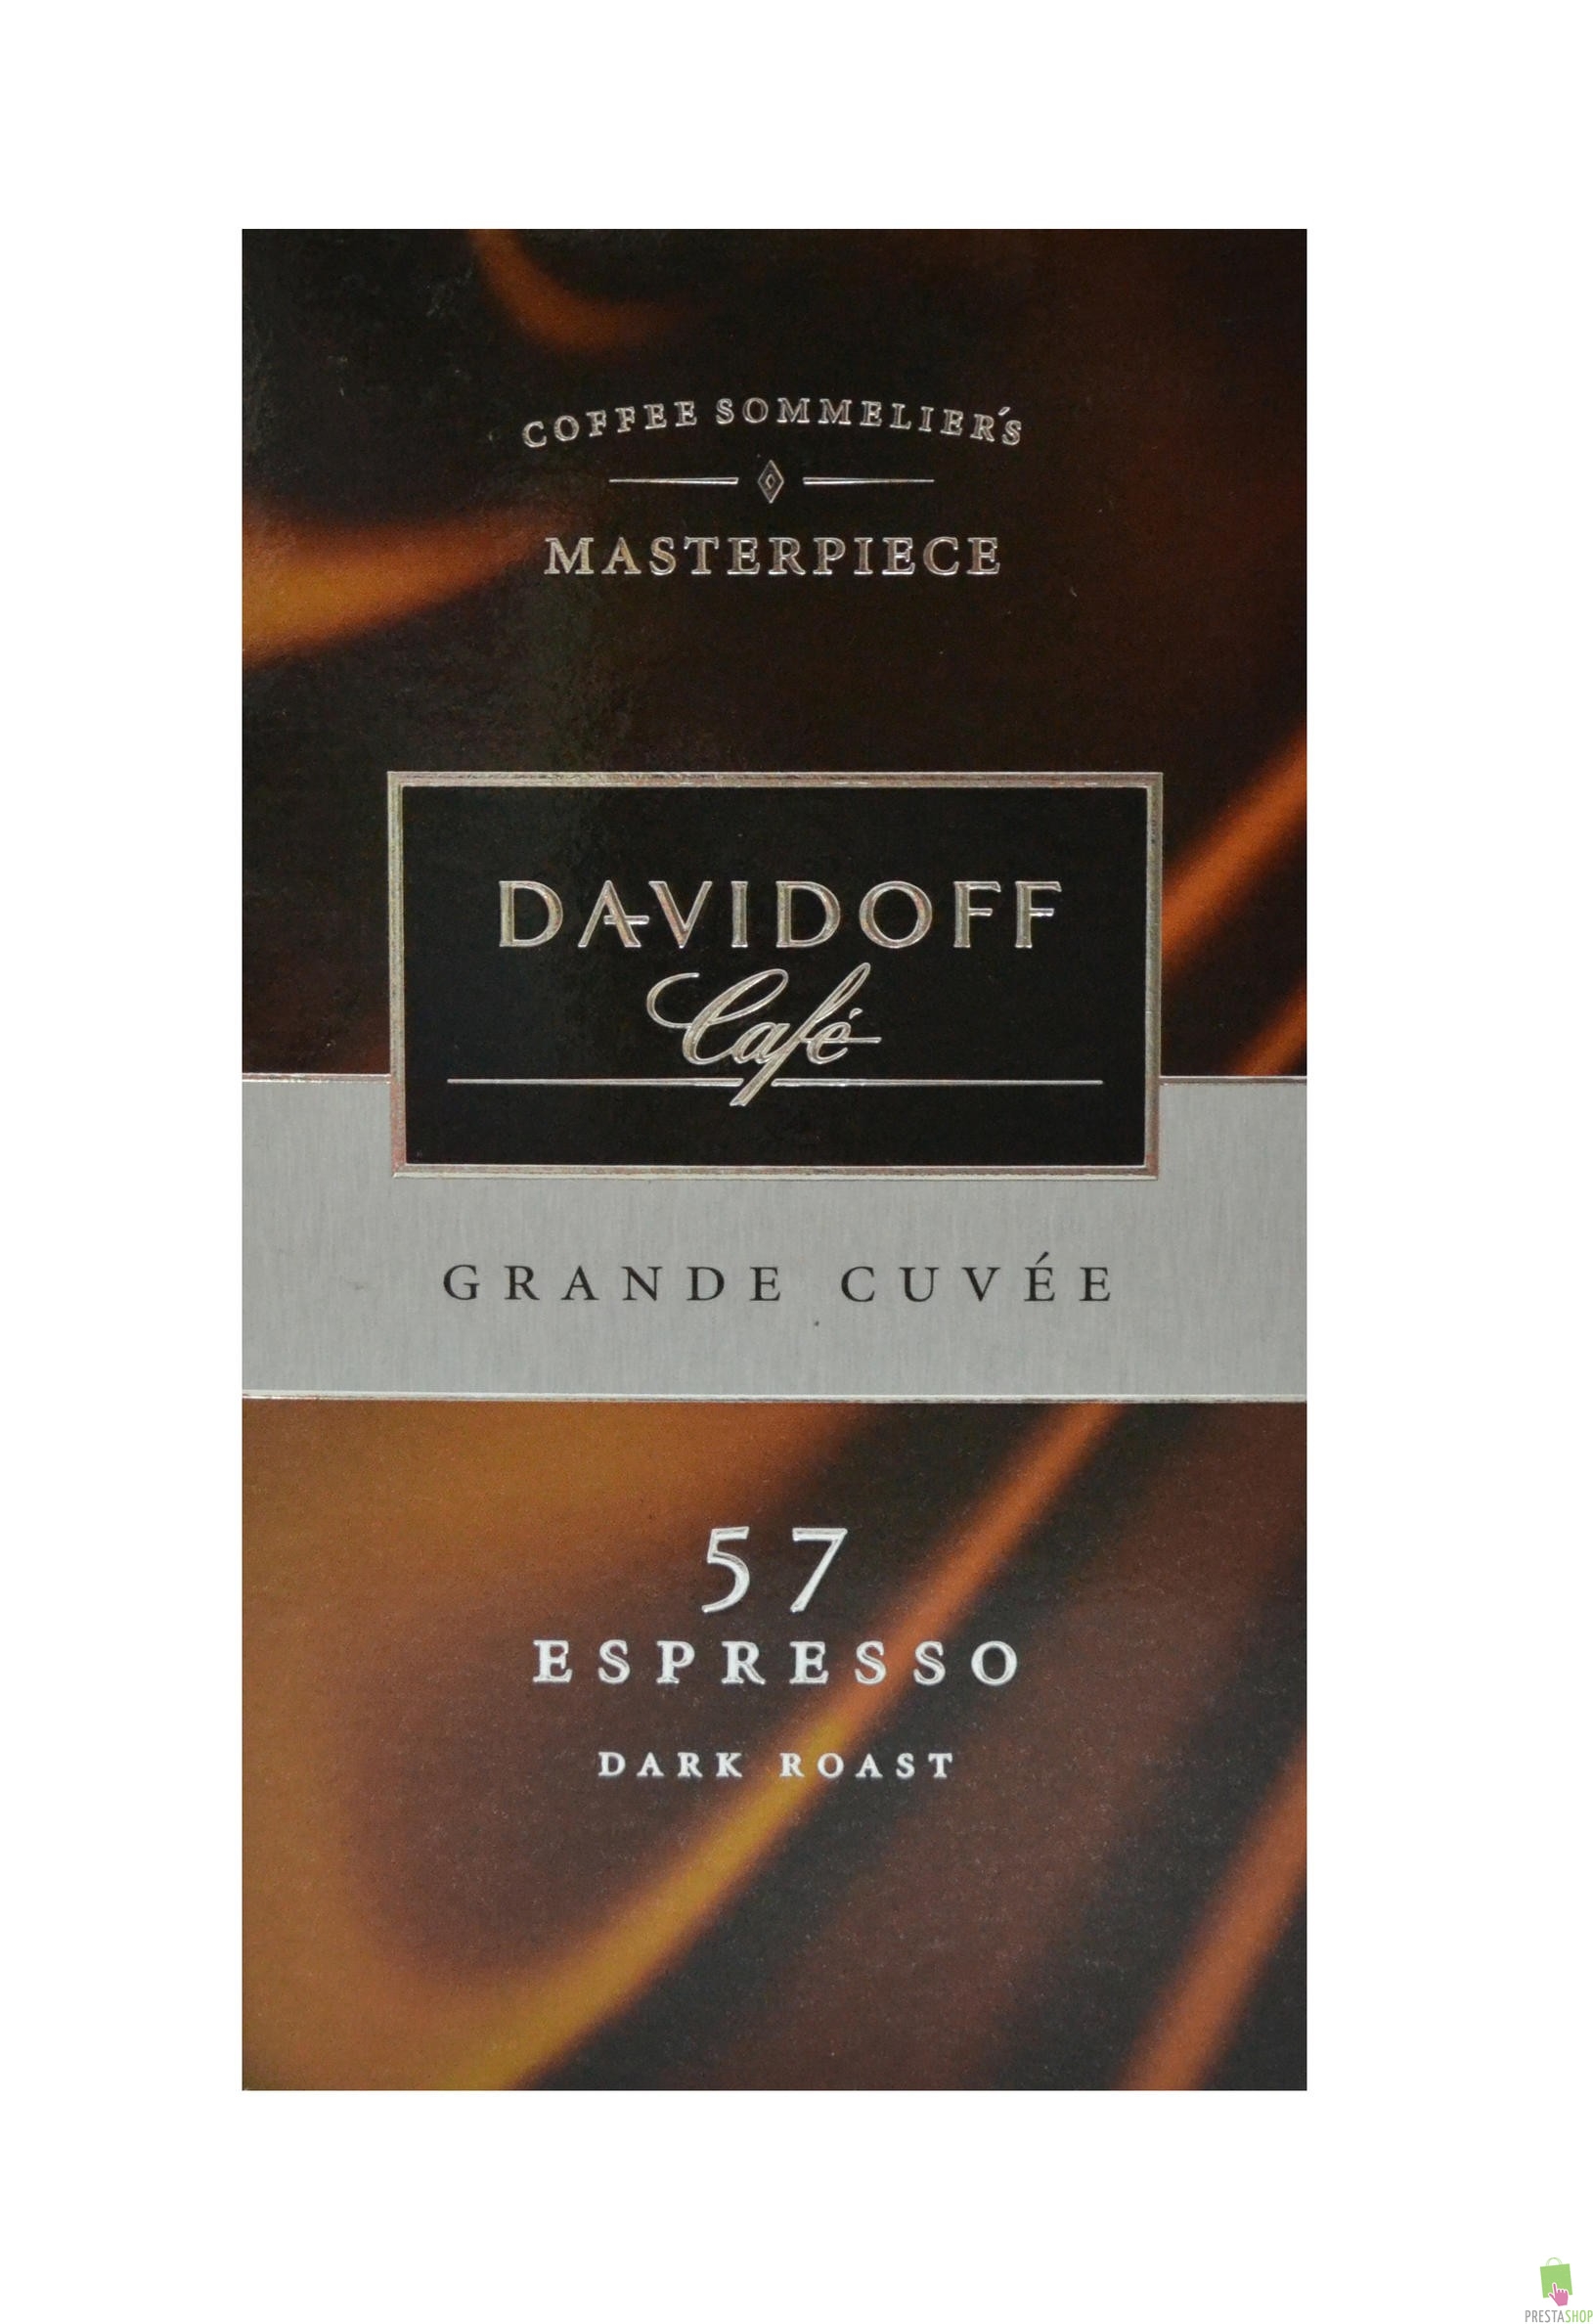 COFFEE SOMMELIER'S
MASTERPIECE
DAVIDOFF
Café
GRANDE CUVÉE
57
ESPRESSO
DARK ROAST
PRESTASHOP